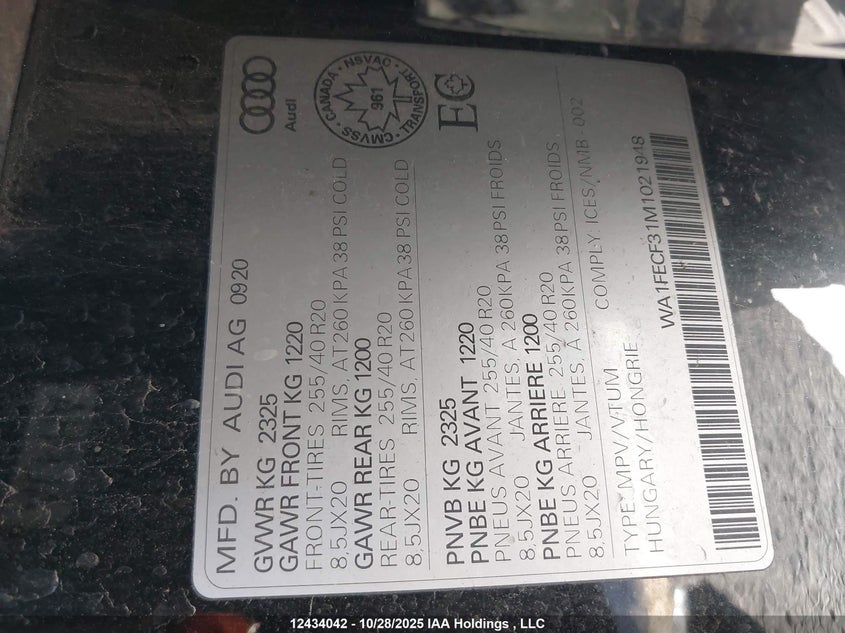 Audi
CMVSS · CANADA · NSVAC · TRANSPORT
961
EC
MFD. BY AUDI AG 0920
GVWR KG 2325
GAWR FRONT KG 1220
FRONT-TIRES 255/40 R20
8,5JX20 RIMS, AT 260 KPA 38 PSI COLD
GAWR REAR KG 1200
REAR-TIRES 255/40 R20
8,5JX20 RIMS, AT 260 KPA 38 PSI COLD
PNVB KG 2325
PNBE KG AVANT 1220
PNEUS AVANT 255/40 R20
8,5JX20 JANTES, A 260KPA 38PSI FROIDS
PNBE KG ARRIERE 1200
PNEUS ARRIERE 255/40 R20
8,5JX20 JANTES, A 260KPA 38PSI FROIDS
TYPE: MPV/VTUM COMPLY: ICES/NMB -002
HUNGARY/HONGRIE
WA1FECF31M1021948
12434042 - 10/28/2025 IAA Holdings , LLC